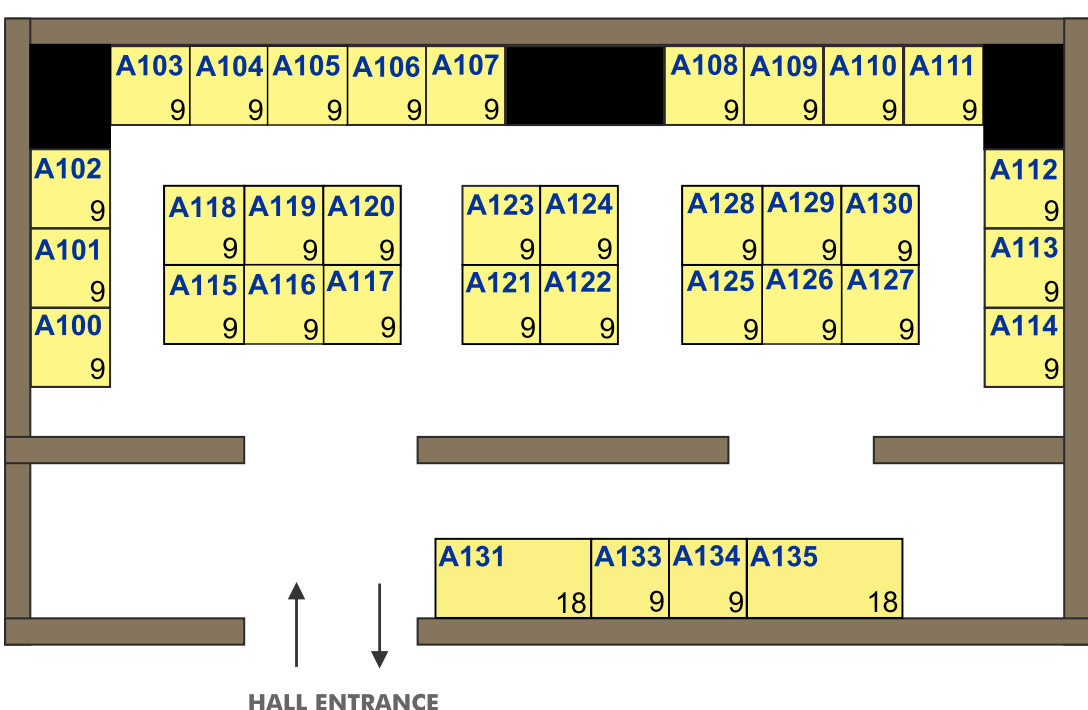 A103 A104 A105 A106 A107 A108 A109 A110 A111
9 9 9 9 9 9 9 9 9
A102 A112
9 9
A118 A119 A120 A123 A124 A128 A129 A130
9 9 9 9 9 9 9 9
A101 A113
9 9
A115 A116 A117 A121 A122 A125 A126 A127
9 9 9 9 9 9 9 9
A100 A114
9 9
A131 A133 A134 A135
18 9 9 18
HALL ENTRANCE